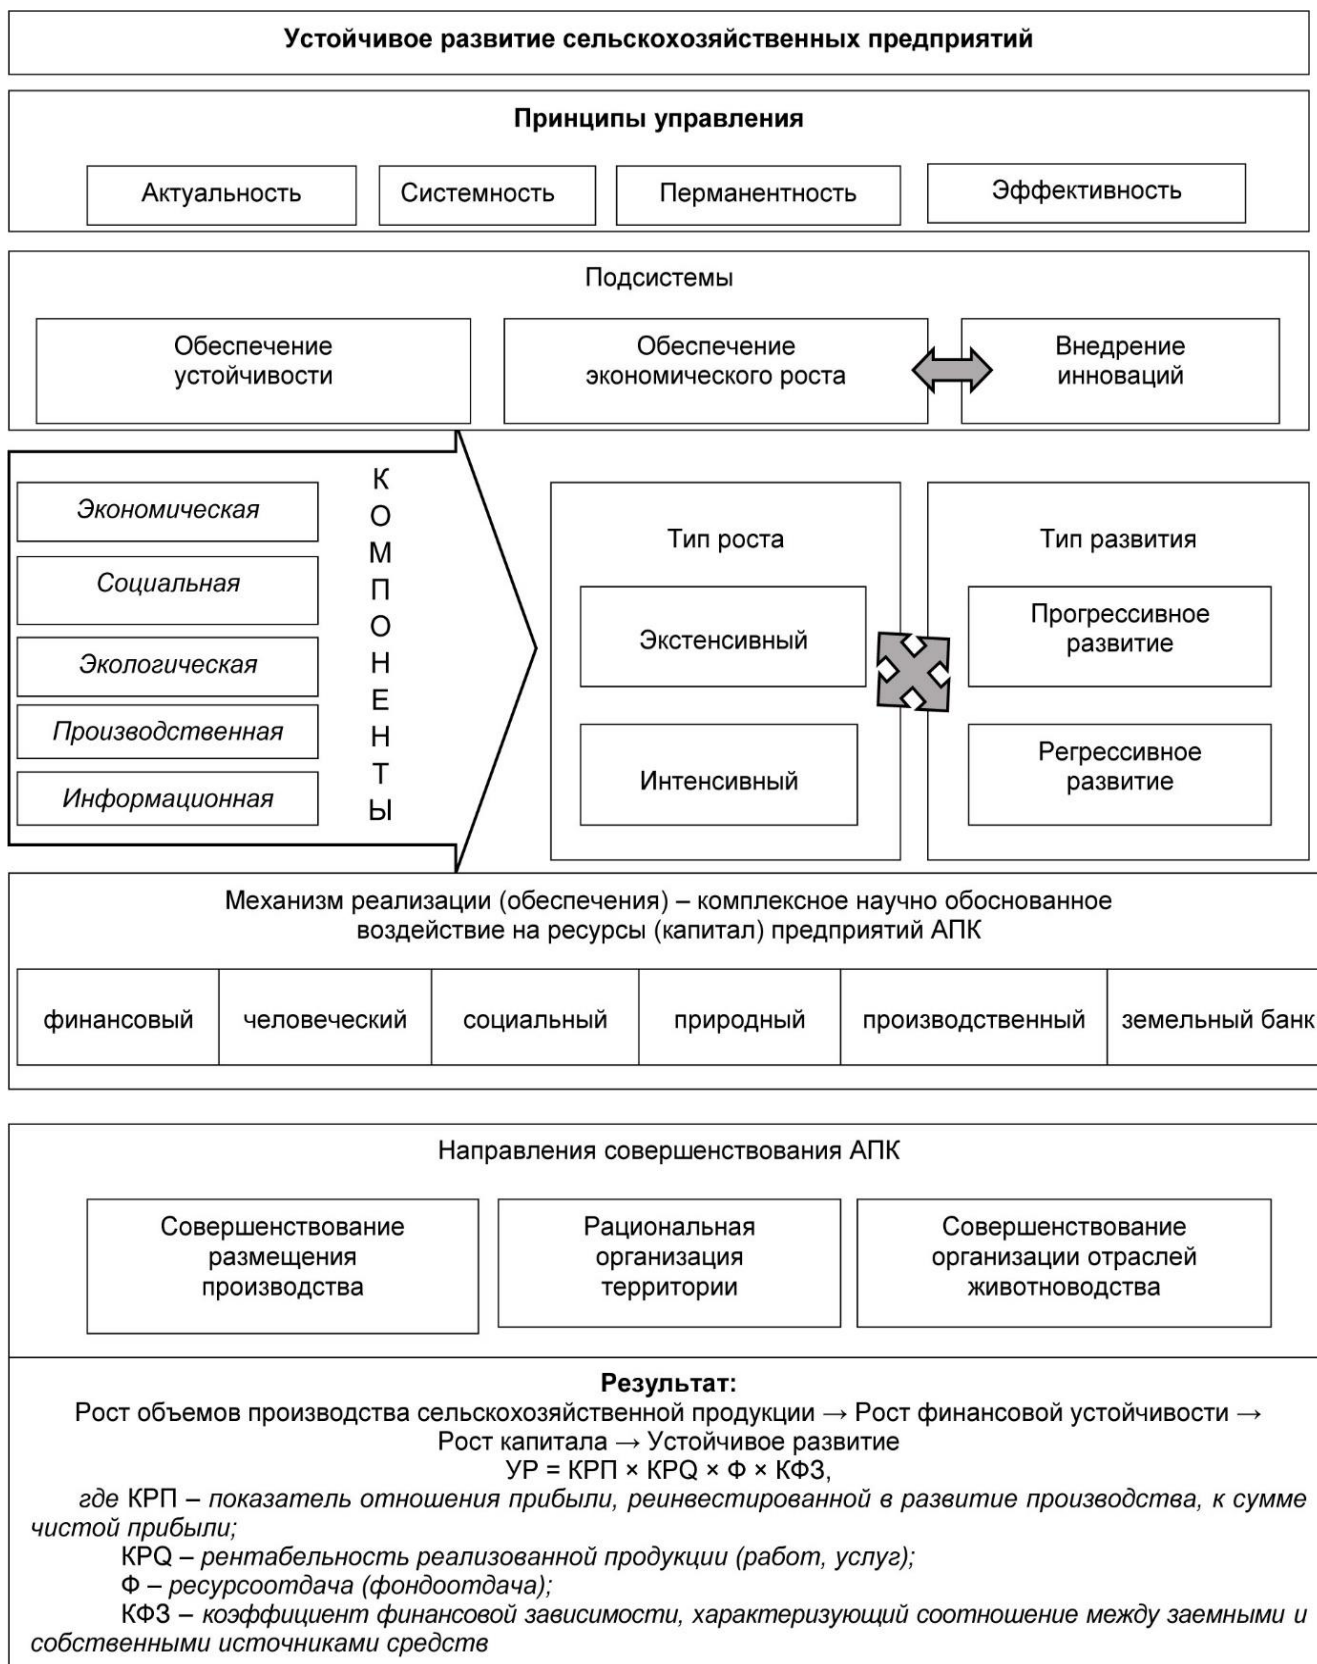 Устойчивое развитие сельскохозяйственных предприятий
Принципы управления
Актуальность
Системность
Перманентность
Эффективность
Подсистемы
Обеспечение
устойчивости
Обеспечение
экономического роста
Внедрение
инноваций
Экономическая
Социальная
Экологическая
Производственная
Информационная
К
О
М
П
О
Н
Е
Н
Т
Ы
Тип роста
Экстенсивный
Интенсивный
Тип развития
Прогрессивное
развитие
Регрессивное
развитие
Механизм реализации (обеспечения) – комплексное научно обоснованное
воздействие на ресурсы (капитал) предприятий АПК
финансовый
человеческий
социальный
природный
производственный
земельный банк
Направления совершенствования АПК
Совершенствование
размещения
производства
Рациональная
организация
территории
Совершенствование
организации отраслей
животноводства
Результат:
Рост объемов производства сельскохозяйственной продукции → Рост финансовой устойчивости →
Рост капитала → Устойчивое развитие
УР = КРП × КРQ × Ф × КФЗ,
где КРП – показатель отношения прибыли, реинвестированной в развитие производства, к сумме
чистой прибыли;
КРQ – рентабельность реализованной продукции (работ, услуг);
Ф – ресурсоотдача (фондоотдача);
КФЗ – коэффициент финансовой зависимости, характеризующий соотношение между заемными и
собственными источниками средств